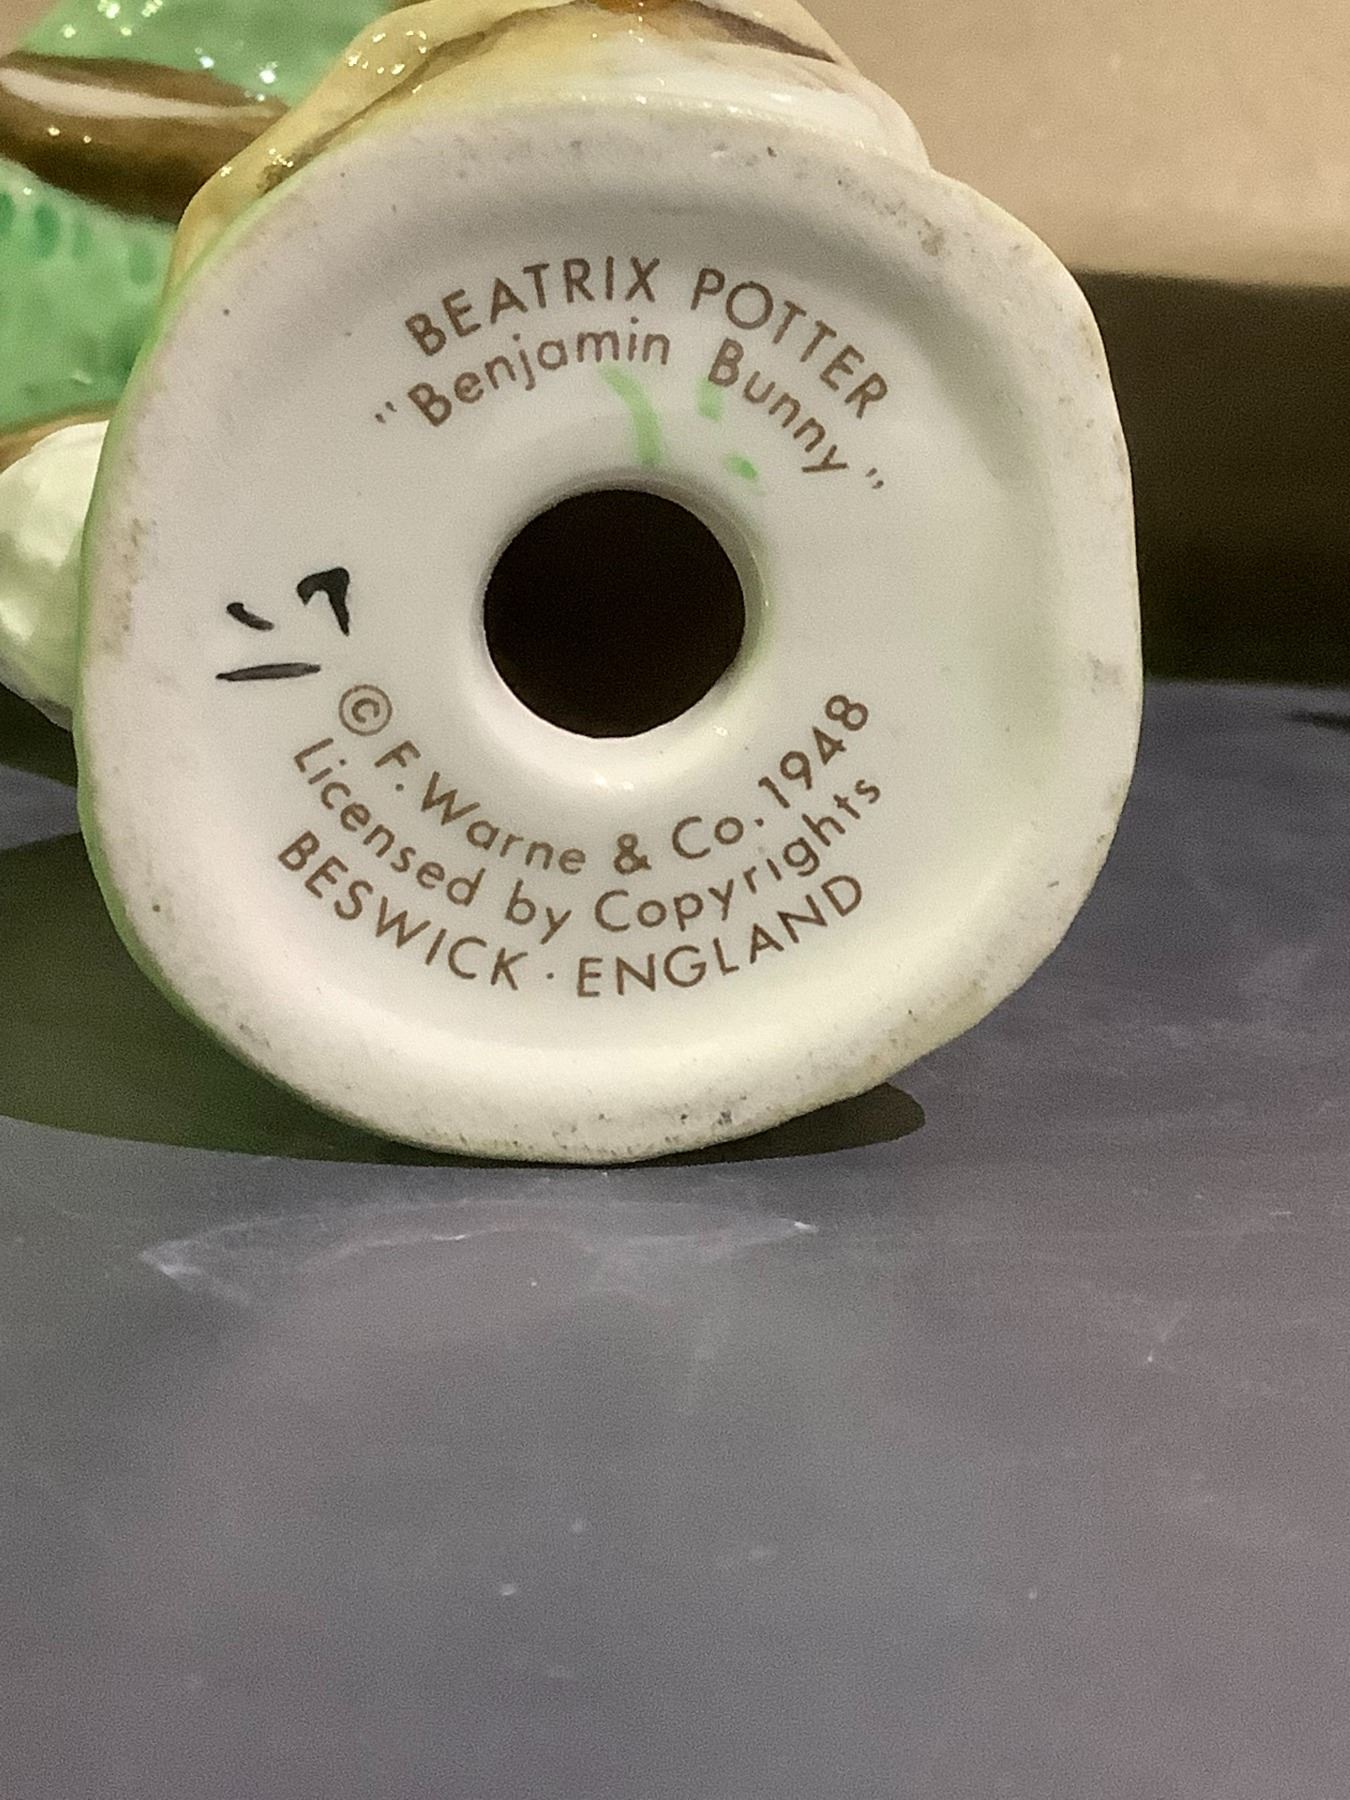 BEATRIX POTTER
"Benjamin Bunny"
© F. Warne & Co. 1948
Licensed by Copyrights
BESWICK · ENGLAND